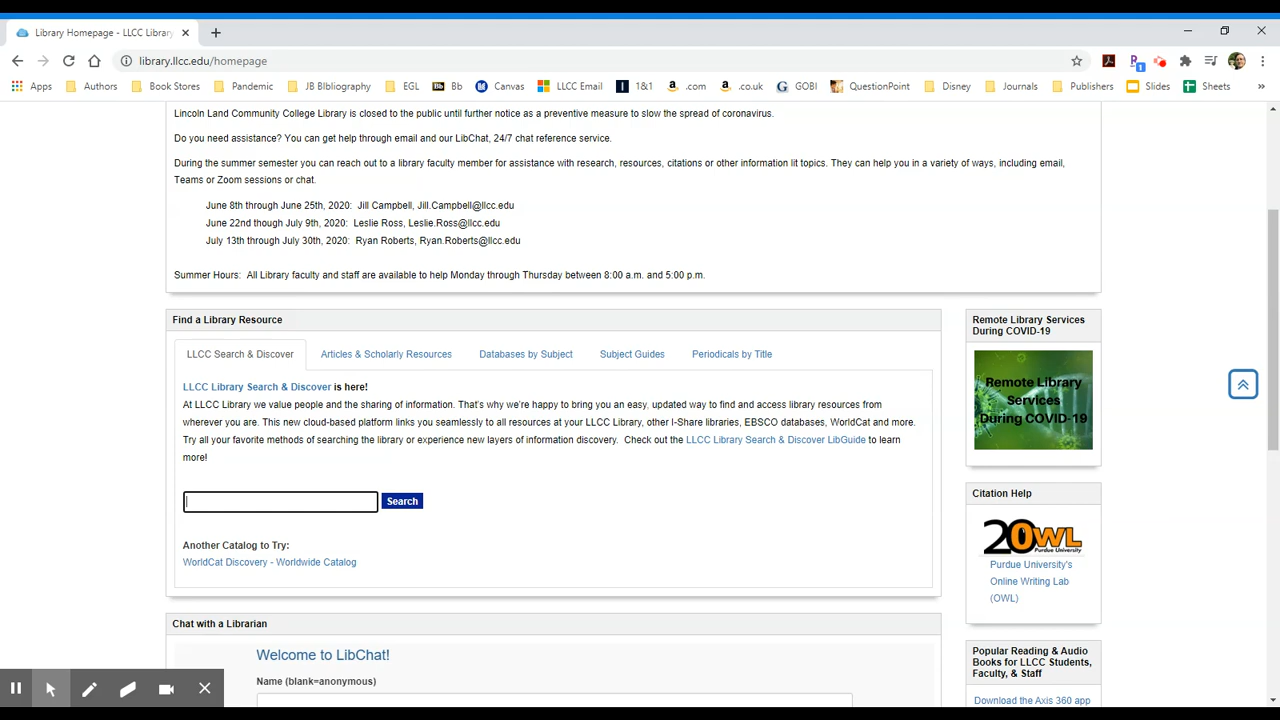 Library Homepage - LLCC Library
library.llcc.edu/homepage
Apps Authors Book Stores Pandemic JB BIbliography EGL Bb Bb Canvas LLCC Email 1&1 .com .co.uk GOBI QuestionPoint Disney Journals Publishers Slides Sheets »
Lincoln Land Community College Library is closed to the public until further notice as a preventive measure to slow the spread of coronavirus.
Do you need assistance? You can get help through email and our LibChat, 24/7 chat reference service.
During the summer semester you can reach out to a library faculty member for assistance with research, resources, citations or other information lit topics. They can help you in a variety of ways, including email,
Teams or Zoom sessions or chat.
June 8th through June 25th, 2020: Jill Campbell, Jill.Campbell@llcc.edu
June 22nd though July 9th, 2020: Leslie Ross, Leslie.Ross@llcc.edu
July 13th through July 30th, 2020: Ryan Roberts, Ryan.Roberts@llcc.edu
Summer Hours: All Library faculty and staff are available to help Monday through Thursday between 8:00 a.m. and 5:00 p.m.
Find a Library Resource
LLCC Search & Discover Articles & Scholarly Resources Databases by Subject Subject Guides Periodicals by Title
LLCC Library Search & Discover is here!
At LLCC Library we value people and the sharing of information. That's why we're happy to bring you an easy, updated way to find and access library resources from
wherever you are. This new cloud-based platform links you seamlessly to all resources at your LLCC Library, other I-Share libraries, EBSCO databases, WorldCat and more.
Try all your favorite methods of searching the library or experience new layers of information discovery. Check out the LLCC Library Search & Discover LibGuide to learn
more!
Search
Another Catalog to Try:
WorldCat Discovery - Worldwide Catalog
Chat with a Librarian
Welcome to LibChat!
Name (blank=anonymous)
Remote Library Services
During COVID-19
Remote Library
Services
During COVID-19
Citation Help
20 OWL
Purdue University
Purdue University's
Online Writing Lab
(OWL)
Popular Reading & Audio
Books for LLCC Students,
Faculty, & Staff
Download the Axis 360 app